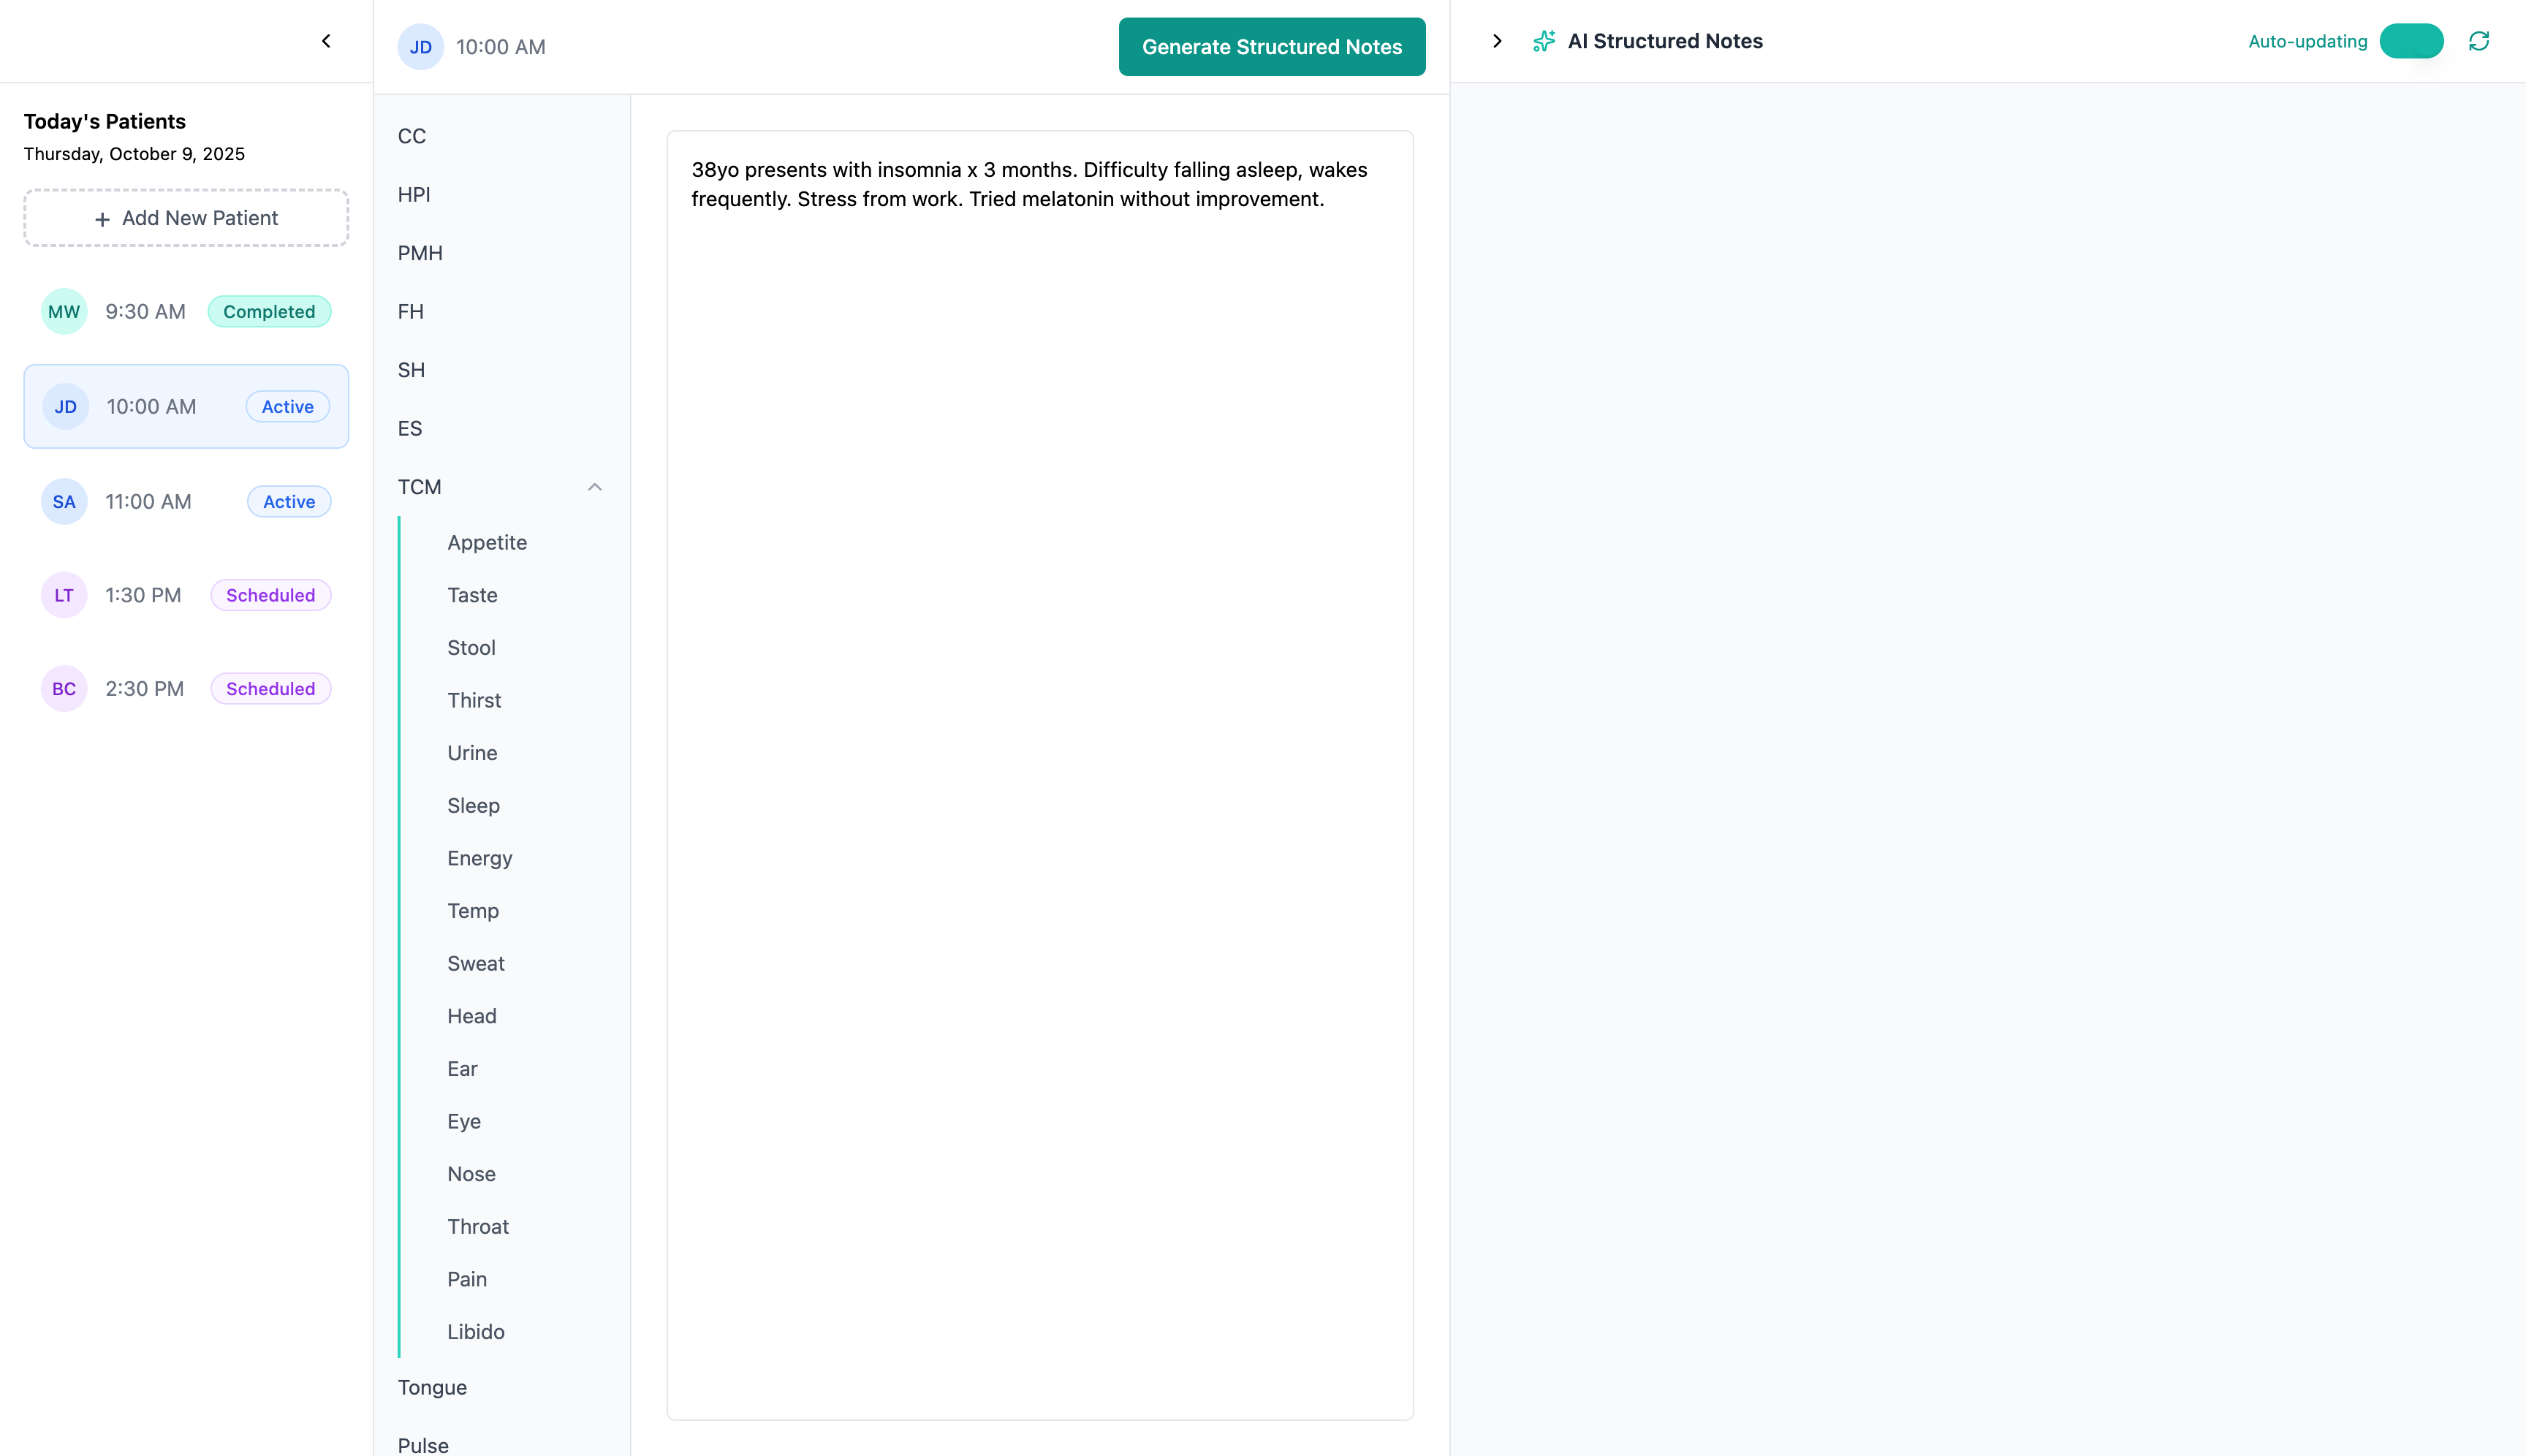 Today's Patients
Thursday, October 9, 2025
+ Add New Patient
MW 9:30 AM Completed
JD 10:00 AM Active
SA 11:00 AM Active
LT 1:30 PM Scheduled
BC 2:30 PM Scheduled
JD 10:00 AM
Generate Structured Notes
CC
HPI
PMH
FH
SH
ES
TCM
Appetite
Taste
Stool
Thirst
Urine
Sleep
Energy
Temp
Sweat
Head
Ear
Eye
Nose
Throat
Pain
Libido
Tongue
Pulse
38yo presents with insomnia x 3 months. Difficulty falling asleep, wakes
frequently. Stress from work. Tried melatonin without improvement.
AI Structured Notes
Auto-updating